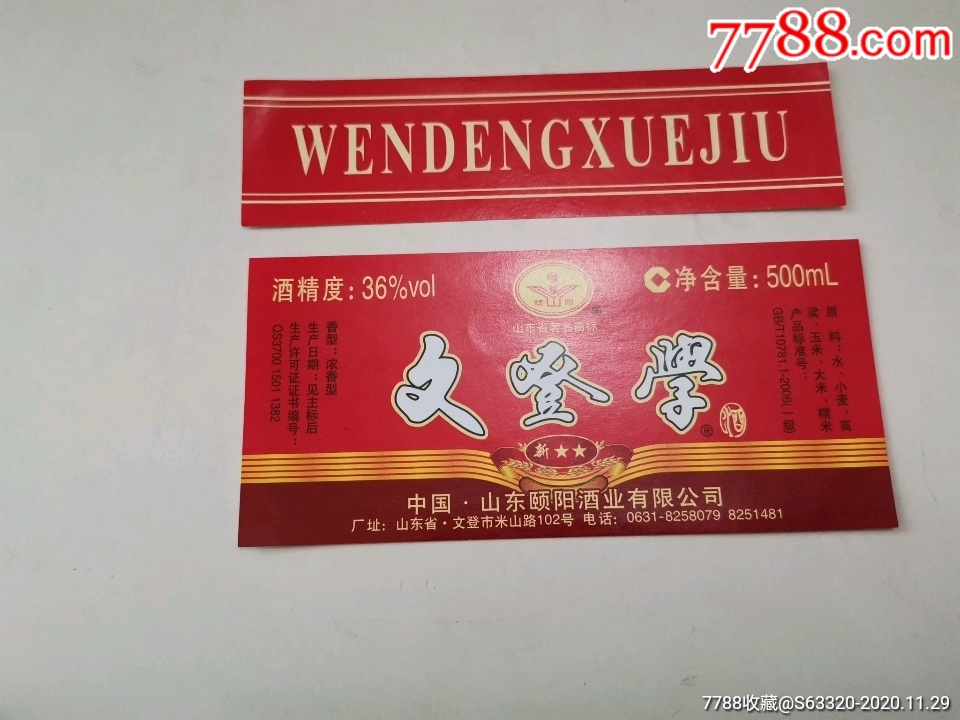 7788.com
WENDENGXUEJIU
酒精度：36%vol
颐阳
®
山东省著名商标
净含量：500mL
香型：浓香型
生产日期：见主标后
生产许可证证书编号：
QS3700 1501 1382
文登学
® 酒
原料：水、小麦、高
粱、玉米、大米、糯米
产品标准号：
GB/T10781.1-2006(一级)
新★★
中国·山东颐阳酒业有限公司
厂址：山东省·文登市米山路102号 电话：0631-8258079 8251481
7788收藏@S63320-2020.11.29